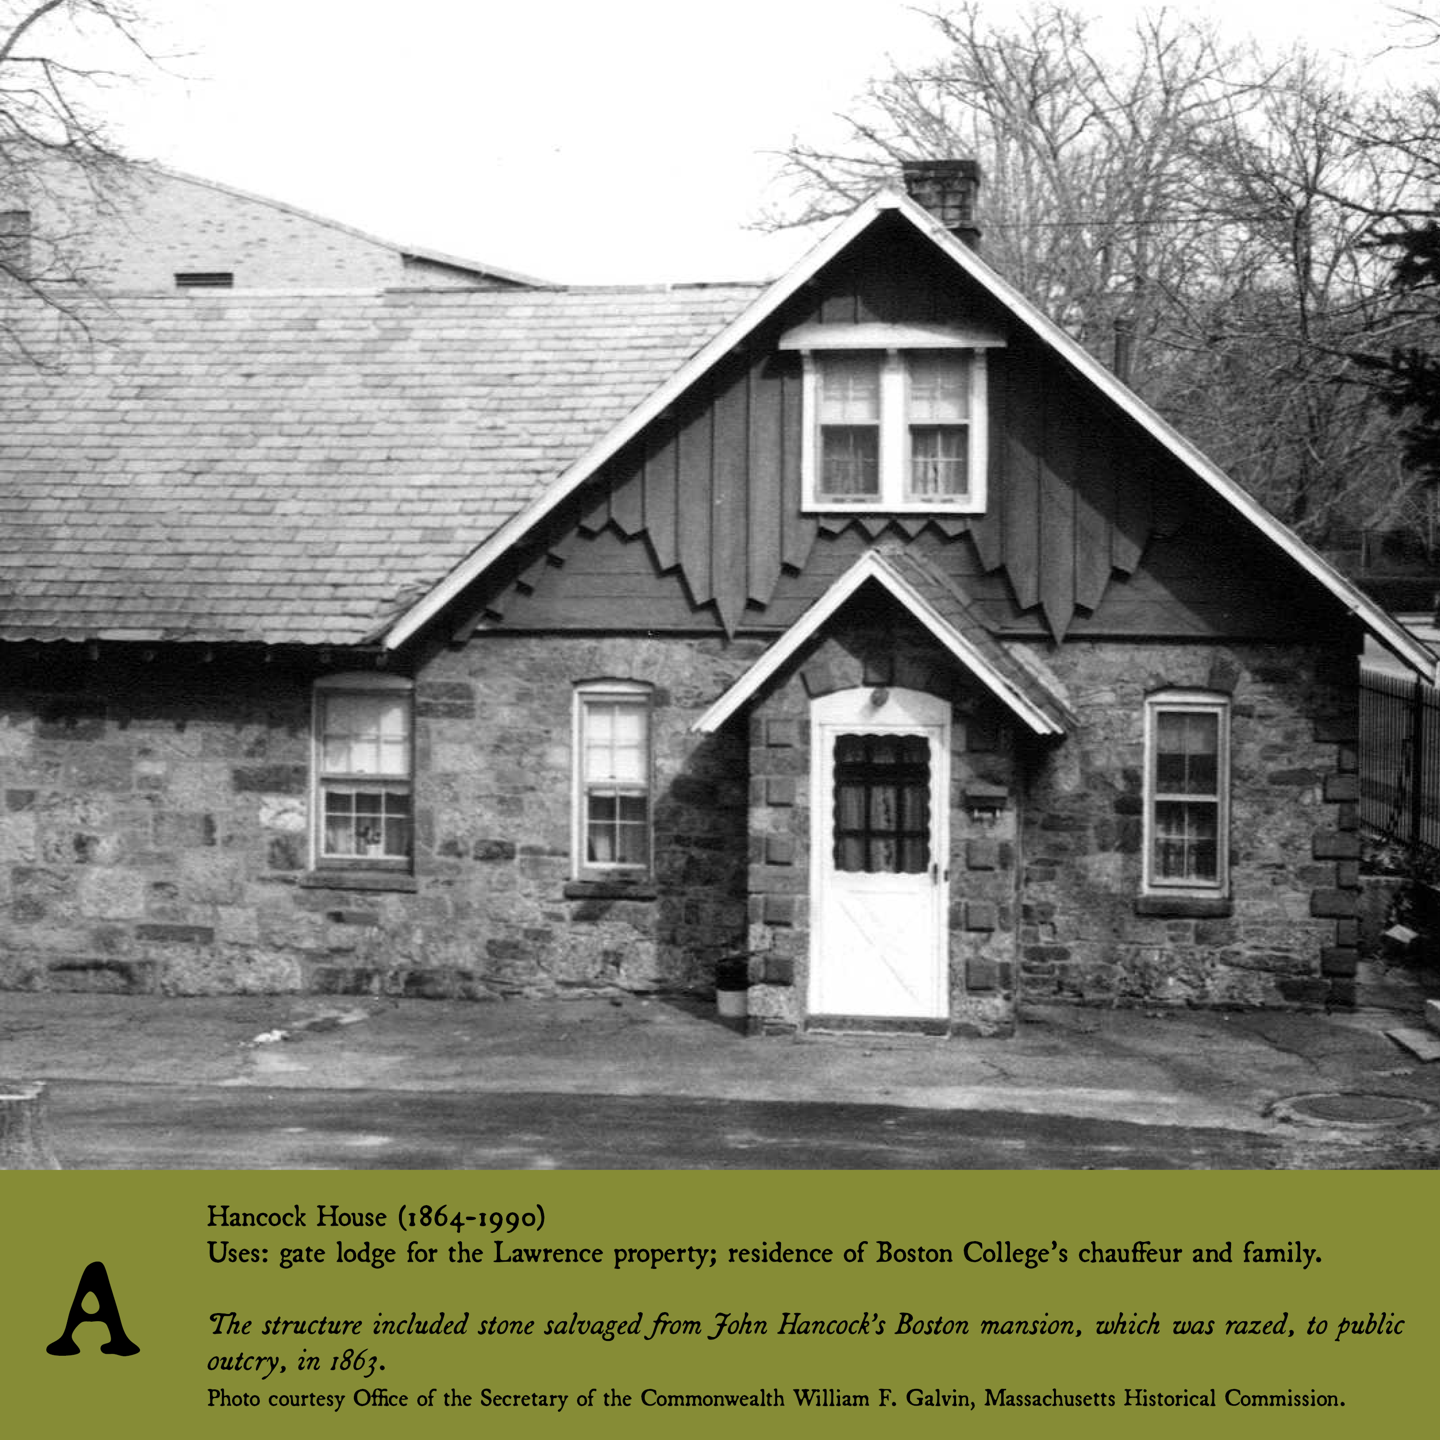 Hancock House (1864-1990)
Uses: gate lodge for the Lawrence property; residence of Boston College's chauffeur and family.
A
The structure included stone salvaged from John Hancock's Boston mansion, which was razed, to public
outcry, in 1863.
Photo courtesy Office of the Secretary of the Commonwealth William F. Galvin, Massachusetts Historical Commission.